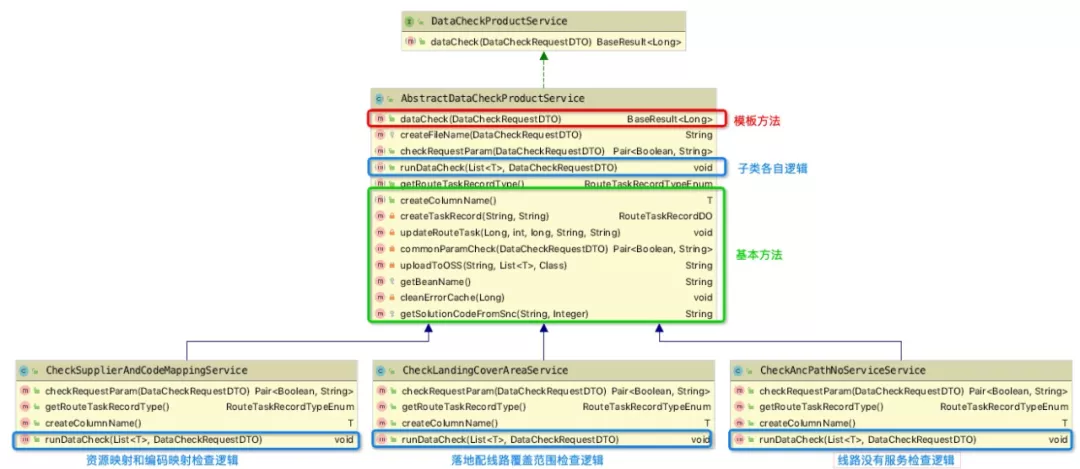 DataCheckProductService
dataCheck(DataCheckRequestDTO) BaseResult<Long>
AbstractDataCheckProductService
dataCheck(DataCheckRequestDTO) BaseResult<Long>
模板方法
createFileName(DataCheckRequestDTO) String
checkRequestParam(DataCheckRequestDTO) Pair<Boolean, String>
runDataCheck(List<T>, DataCheckRequestDTO) void
子类各自逻辑
getRouteTaskRecordType() RouteTaskRecordTypeEnum
createColumnName() T
createTaskRecord(String, String) RouteTaskRecordDO
updateRouteTask(Long, int, long, String, String) void
commonParamCheck(DataCheckRequestDTO) Pair<Boolean, String>
基本方法
uploadToOSS(String, List<T>, Class) String
getBeanName() String
cleanErrorCache(Long) void
getSolutionCodeFromSnc(String, Integer) String
CheckSupplierAndCodeMappingService
checkRequestParam(DataCheckRequestDTO) Pair<Boolean, String>
getRouteTaskRecordType() RouteTaskRecordTypeEnum
createColumnName() T
runDataCheck(List<T>, DataCheckRequestDTO) void
资源映射和编码映射检查逻辑
CheckLandingCoverAreaService
checkRequestParam(DataCheckRequestDTO) Pair<Boolean, String>
getRouteTaskRecordType() RouteTaskRecordTypeEnum
createColumnName() T
runDataCheck(List<T>, DataCheckRequestDTO) void
落地配线路覆盖范围检查逻辑
CheckAncPathNoServiceService
checkRequestParam(DataCheckRequestDTO) Pair<Boolean, String>
getRouteTaskRecordType() RouteTaskRecordTypeEnum
createColumnName() T
runDataCheck(List<T>, DataCheckRequestDTO) void
线路没有服务检查逻辑